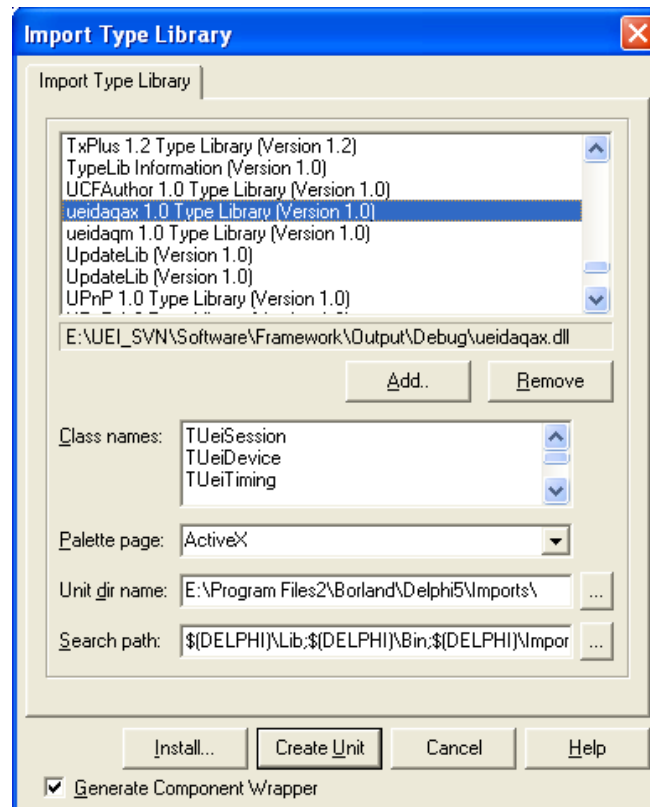 Import Type Library
Import Type Library
TxPlus 1.2 Type Library (Version 1.2)
TypeLib Information (Version 1.0)
UCFAuthor 1.0 Type Library (Version 1.0)
ueidaqax 1.0 Type Library (Version 1.0)
ueidaqm 1.0 Type Library (Version 1.0)
UpdateLib (Version 1.0)
UpdateLib (Version 1.0)
UPnP 1.0 Type Library (Version 1.0)
E:\UEI_SVN\Software\Framework\Output\Debug\ueidaqax.dll
Add.. Remove
Class names: TUeiSession
TUeiDevice
TUeiTiming
Palette page: ActiveX
Unit dir name: E:\Program Files2\Borland\Delphi5\Imports\ ...
Search path: $(DELPHI)\Lib;$(DELPHI)\Bin;$(DELPHI)\Impor ...
Install... Create Unit Cancel Help
Generate Component Wrapper